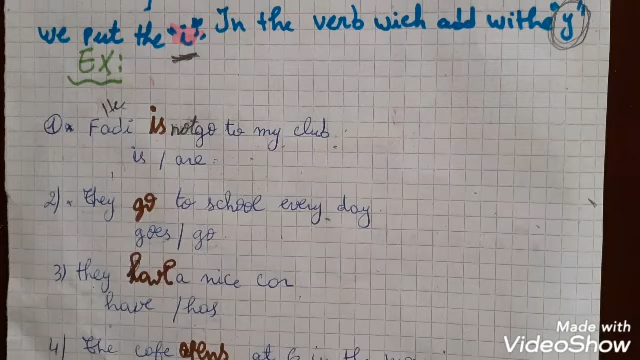 we put the "i". In the verb wich add withe "y"
EX:
He
①* Fadi is not go to my club.
is / are
2) * they go to school every day
goes / go
3) they have a nice car
have / has
4) the cafe opens at 6 in the
Made with
VideoShow